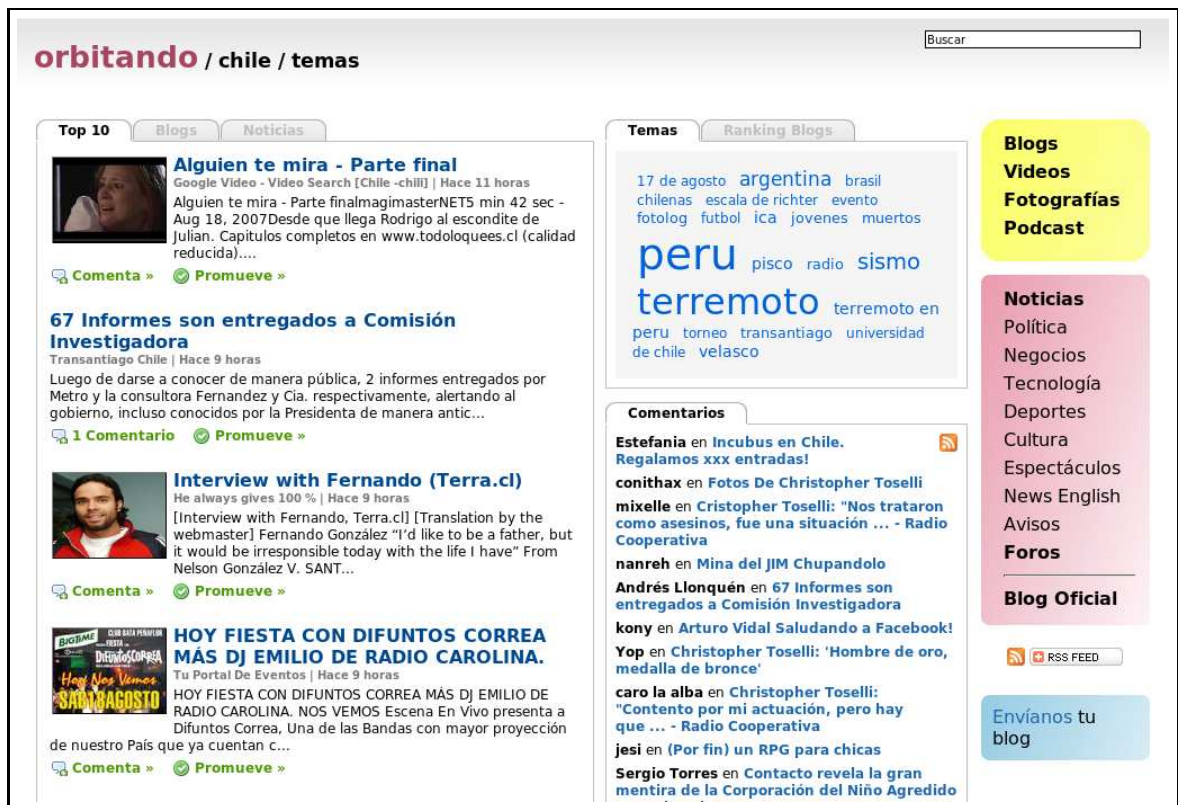 orbitando / chile / temas
Buscar
Top 10
Blogs
Noticias
Alguien te mira - Parte final
Google Video - Video Search [Chile -chili] | Hace 11 horas
Alguien te mira - Parte finalmagimasterNET5 min 42 sec -
Aug 18, 2007Desde que llega Rodrigo al escondite de
Julian. Capitulos completos en www.todoloquees.cl (calidad
reducida)....
Comenta »
Promueve »
67 Informes son entregados a Comisión
Investigadora
Transantiago Chile | Hace 9 horas
Luego de darse a conocer de manera pública, 2 informes entregados por
Metro y la consultora Fernandez y Cia. respectivamente, alertando al
gobierno, incluso conocidos por la Presidenta de manera antic...
1 Comentario
Promueve »
Interview with Fernando (Terra.cl)
He always gives 100 % | Hace 9 horas
[Interview with Fernando, Terra.cl] [Translation by the
webmaster] Fernando González “I’d like to be a father, but
it would be irresponsible today with the life I have” From
Nelson González V. SANT...
Comenta »
Promueve »
BIGTIME
CLUB BATA PEÑAFLOR
FIESTA
DIFUNTOSCORREA
Hoy Nos Vemos
SAB18AGOSTO
HOY FIESTA CON DIFUNTOS CORREA
MÁS DJ EMILIO DE RADIO CAROLINA.
Tu Portal De Eventos | Hace 9 horas
HOY FIESTA CON DIFUNTOS CORREA MÁS DJ EMILIO DE
RADIO CAROLINA. NOS VEMOS Escena En Vivo presenta a
Difuntos Correa, Una de las Bandas con mayor proyección
de nuestro País que ya cuentan c...
Comenta »
Promueve »
Temas
Ranking Blogs
17 de agosto argentina brasil
chilenas escala de richter evento
fotolog futbol ica jovenes muertos
peru pisco radio sismo
terremoto terremoto en
peru torneo transantiago universidad
de chile velasco
Comentarios
Estefania en Incubus en Chile.
Regalamos xxx entradas!
conithax en Fotos De Christopher Toselli
mixelle en Cristopher Toselli: "Nos trataron
como asesinos, fue una situación ... - Radio
Cooperativa
nanreh en Mina del JIM Chupandolo
Andrés Llonquén en 67 Informes son
entregados a Comisión Investigadora
kony en Arturo Vidal Saludando a Facebook!
Yop en Christopher Toselli: 'Hombre de oro,
medalla de bronce'
caro la alba en Christopher Toselli:
"Contento por mi actuación, pero hay
que ... - Radio Cooperativa
jesi en (Por fin) un RPG para chicas
Sergio Torres en Contacto revela la gran
mentira de la Corporación del Niño Agredido
Blogs
Videos
Fotografías
Podcast
Noticias
Política
Negocios
Tecnología
Deportes
Cultura
Espectáculos
News English
Avisos
Foros
Blog Oficial
RSS FEED
Envíanos tu
blog